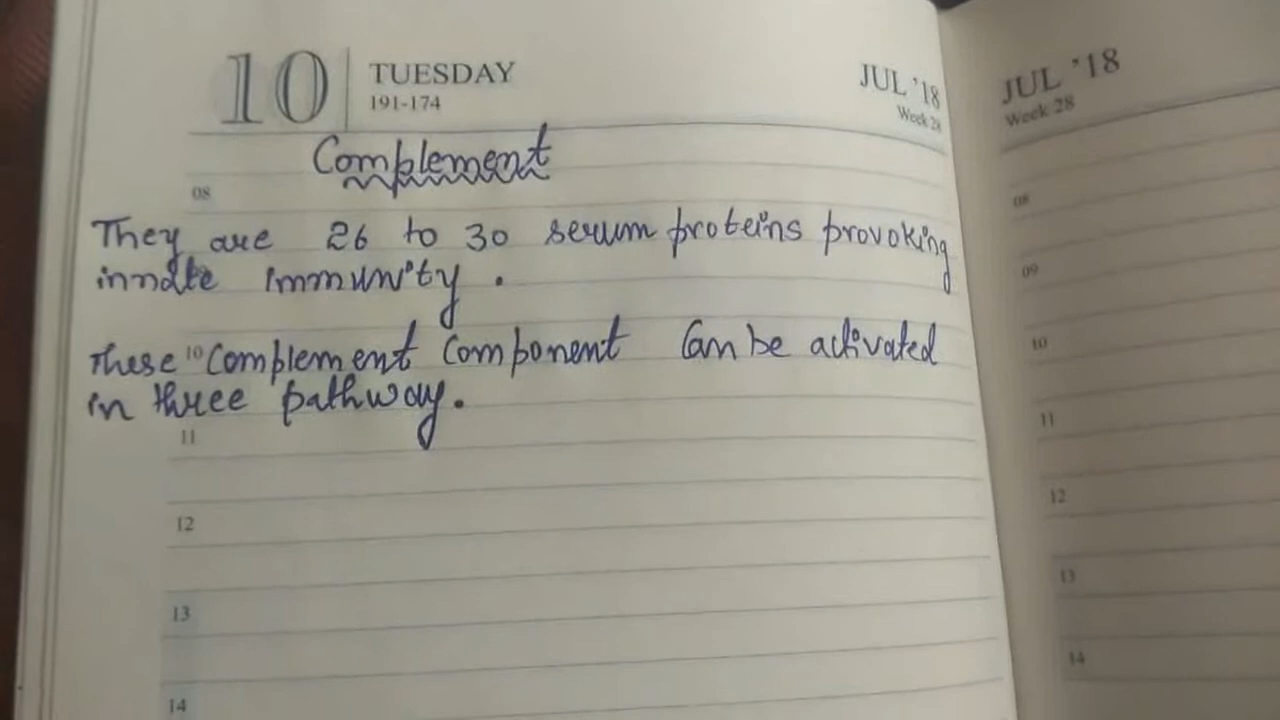 10 TUESDAY JUL '18
191-174 Week 28
Complement
08
They are 26 to 30 serum proteins provoking
innate immunity .
These 10 Complement Component Can be activated
in three pathway.
11
12
13
14
JUL '18
Week 28
08
09
10
11
12
13
14